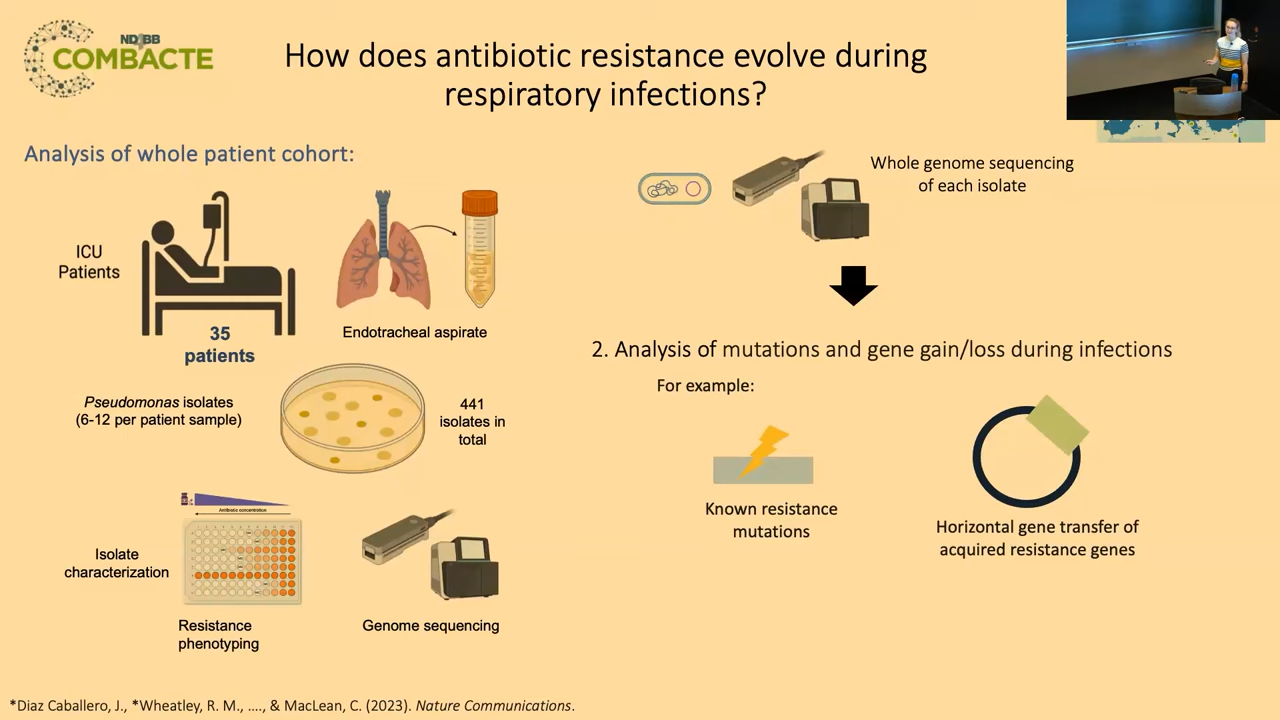 ND4BB
COMBACTE
How does antibiotic resistance evolve during
respiratory infections?
Analysis of whole patient cohort:
ICU
Patients
35
patients
Endotracheal aspirate
Pseudomonas isolates
(6-12 per patient sample)
441
isolates in
total
Antibiotic concentration
Isolate
characterization
Resistance
phenotyping
Genome sequencing
Whole genome sequencing
of each isolate
2. Analysis of mutations and gene gain/loss during infections
For example:
Known resistance
mutations
Horizontal gene transfer of
acquired resistance genes
*Diaz Caballero, J., *Wheatley, R. M., ...., & MacLean, C. (2023). Nature Communications.